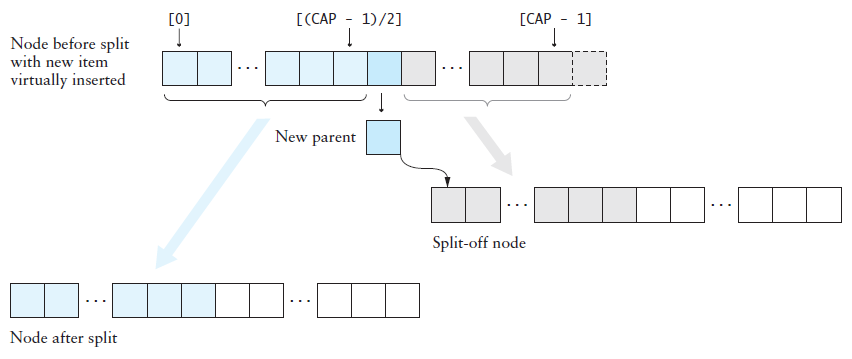 [0] [(CAP - 1)/2] [CAP - 1]
Node before split
with new item
virtually inserted
... ...
New parent
... ...
Split-off node
... ...
Node after split